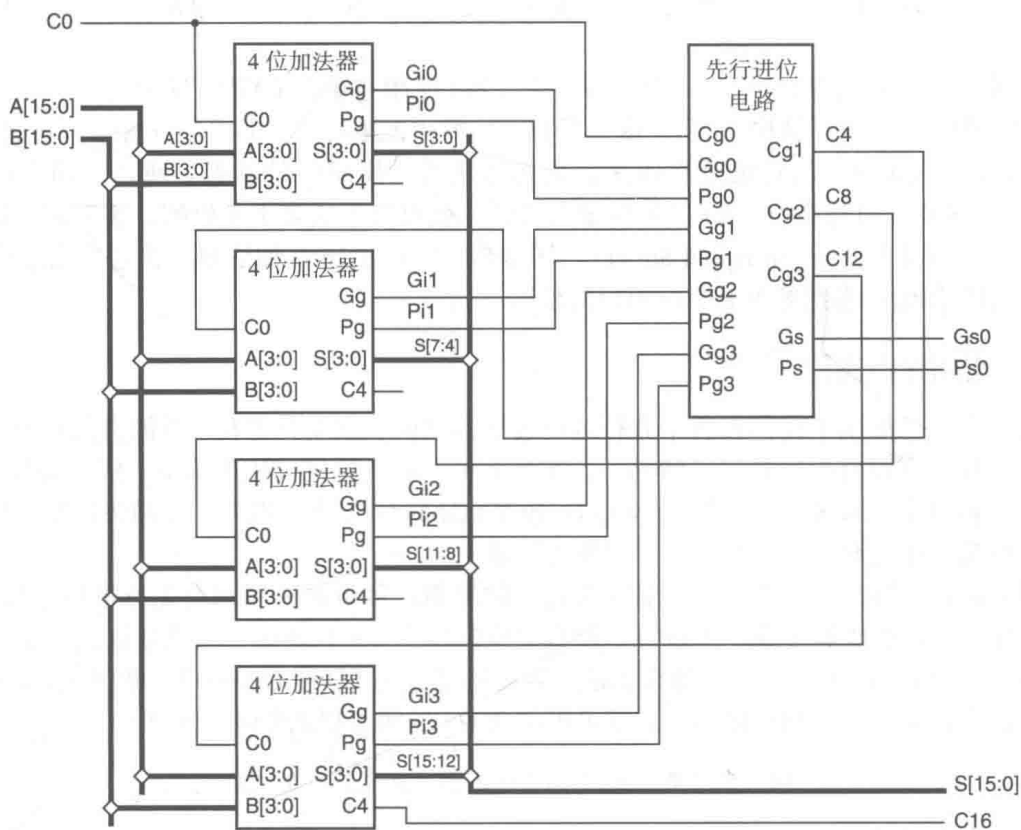 C0
A[15:0]
B[15:0]
A[3:0]
B[3:0]
4 位加法器
Gg
C0
Pg
A[3:0] S[3:0]
B[3:0] C4
Gi0
Pi0
S[3:0]
4 位加法器
Gg
C0
Pg
A[3:0] S[3:0]
B[3:0] C4
Gi1
Pi1
S[7:4]
4 位加法器
Gg
C0
Pg
A[3:0] S[3:0]
B[3:0] C4
Gi2
Pi2
S[11:8]
4 位加法器
Gg
C0
Pg
A[3:0] S[3:0]
B[3:0] C4
Gi3
Pi3
S[15:12]
先行进位
电路
Cg0
Gg0
Pg0
Gg1
Pg1
Gg2
Pg2
Gg3
Pg3
Cg1
Cg2
Cg3
Gs
Ps
C4
C8
C12
Gs0
Ps0
S[15:0]
C16